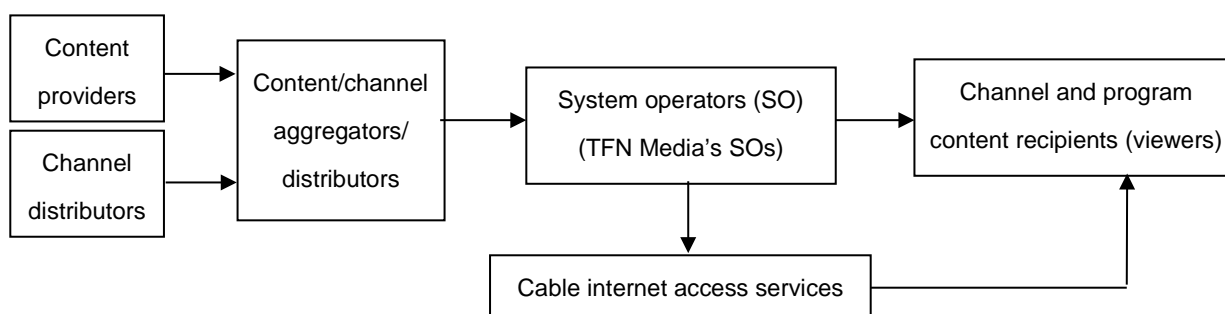 Content
providers
Channel
distributors
Content/channel
aggregators/
distributors
System operators (SO)
(TFN Media’s SOs)
Channel and program
content recipients (viewers)
Cable internet access services